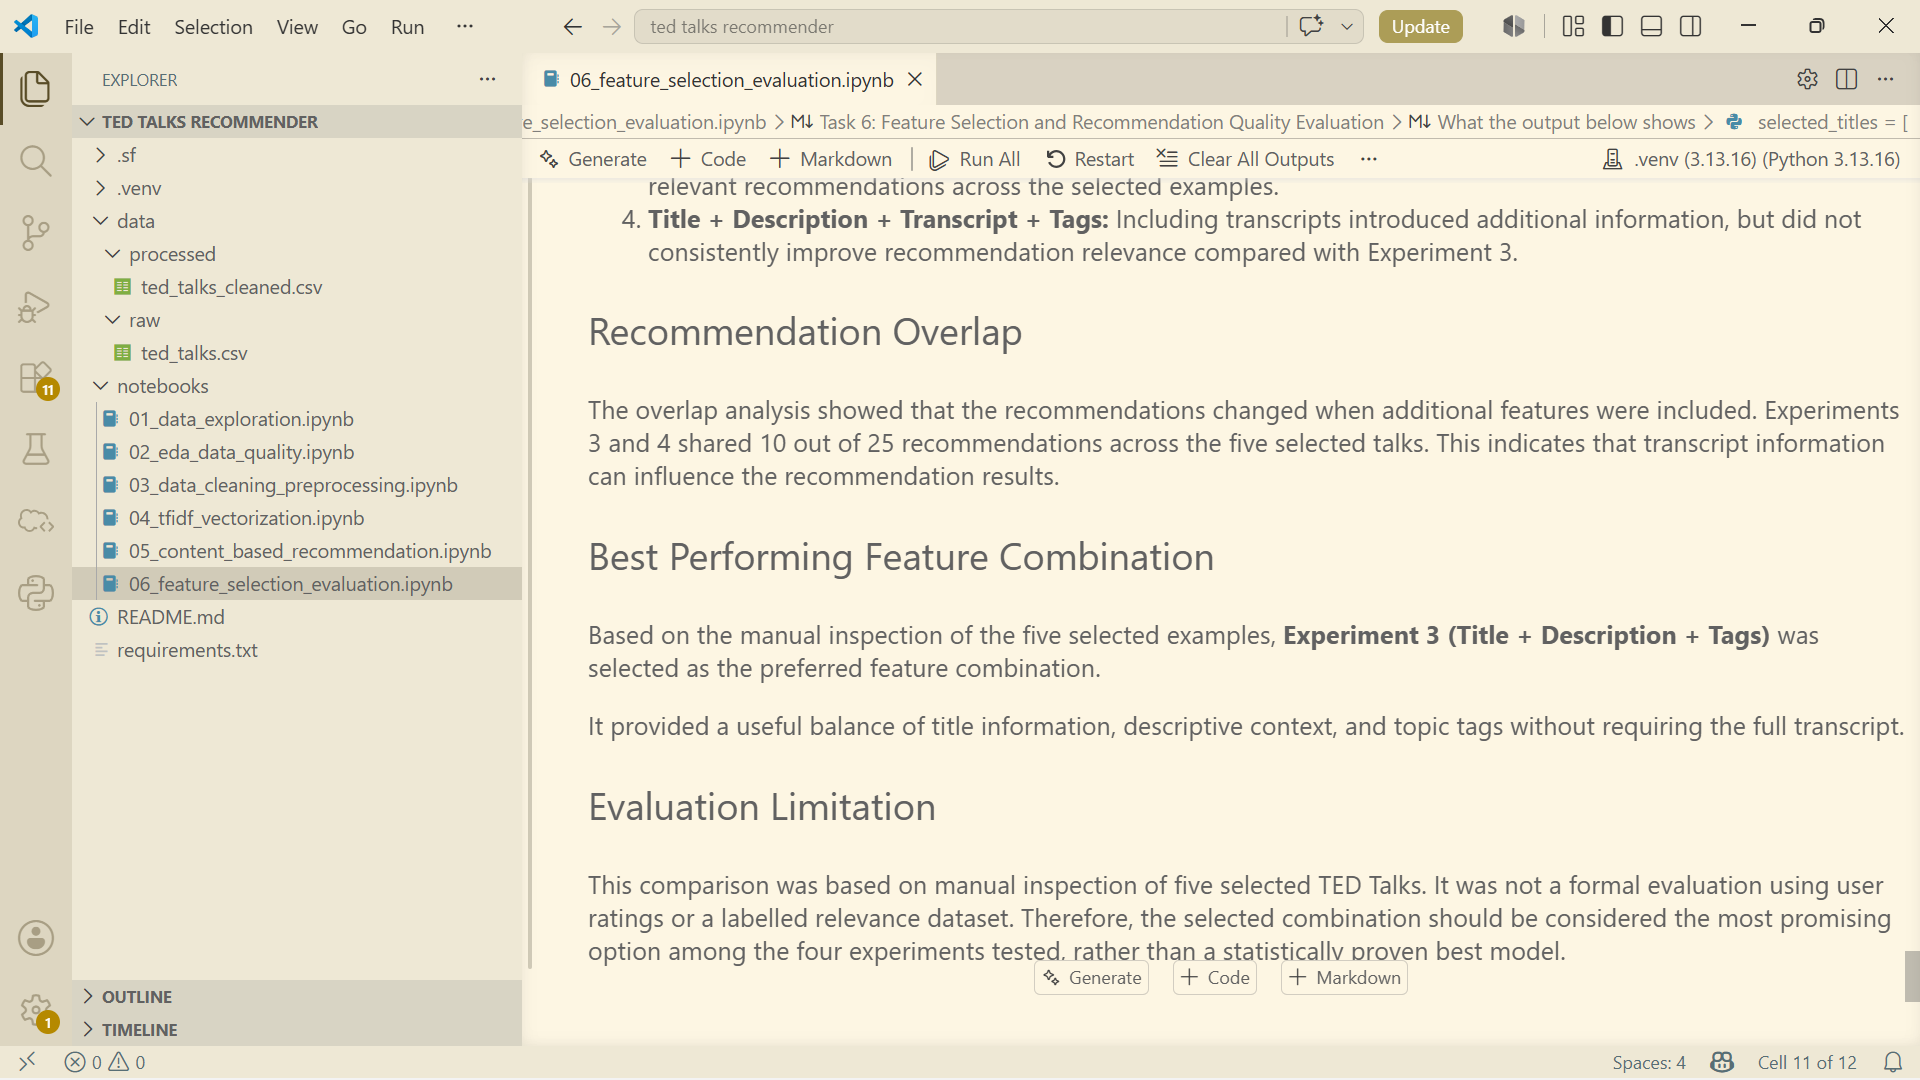 File Edit Selection View Go Run ···
ted talks recommender
Update
EXPLORER
06_feature_selection_evaluation.ipynb
TED TALKS RECOMMENDER
e_selection_evaluation.ipynb > M↓ Task 6: Feature Selection and Recommendation Quality Evaluation > M↓ What the output below shows > selected_titles = [
Generate + Code + Markdown | Run All Restart Clear All Outputs ··· .venv (3.13.16) (Python 3.13.16)
.sf
.venv
data
processed
ted_talks_cleaned.csv
raw
ted_talks.csv
notebooks
01_data_exploration.ipynb
02_eda_data_quality.ipynb
03_data_cleaning_preprocessing.ipynb
04_tfidf_vectorization.ipynb
05_content_based_recommendation.ipynb
06_feature_selection_evaluation.ipynb
README.md
requirements.txt
11
OUTLINE
TIMELINE
1
relevant recommendations across the selected examples.
4. Title + Description + Transcript + Tags: Including transcripts introduced additional information, but did not
consistently improve recommendation relevance compared with Experiment 3.
Recommendation Overlap
The overlap analysis showed that the recommendations changed when additional features were included. Experiments
3 and 4 shared 10 out of 25 recommendations across the five selected talks. This indicates that transcript information
can influence the recommendation results.
Best Performing Feature Combination
Based on the manual inspection of the five selected examples, Experiment 3 (Title + Description + Tags) was
selected as the preferred feature combination.
It provided a useful balance of title information, descriptive context, and topic tags without requiring the full transcript.
Evaluation Limitation
This comparison was based on manual inspection of five selected TED Talks. It was not a formal evaluation using user
ratings or a labelled relevance dataset. Therefore, the selected combination should be considered the most promising
option among the four experiments tested, rather than a statistically proven best model.
Generate + Code + Markdown
0 0
Spaces: 4 Cell 11 of 12